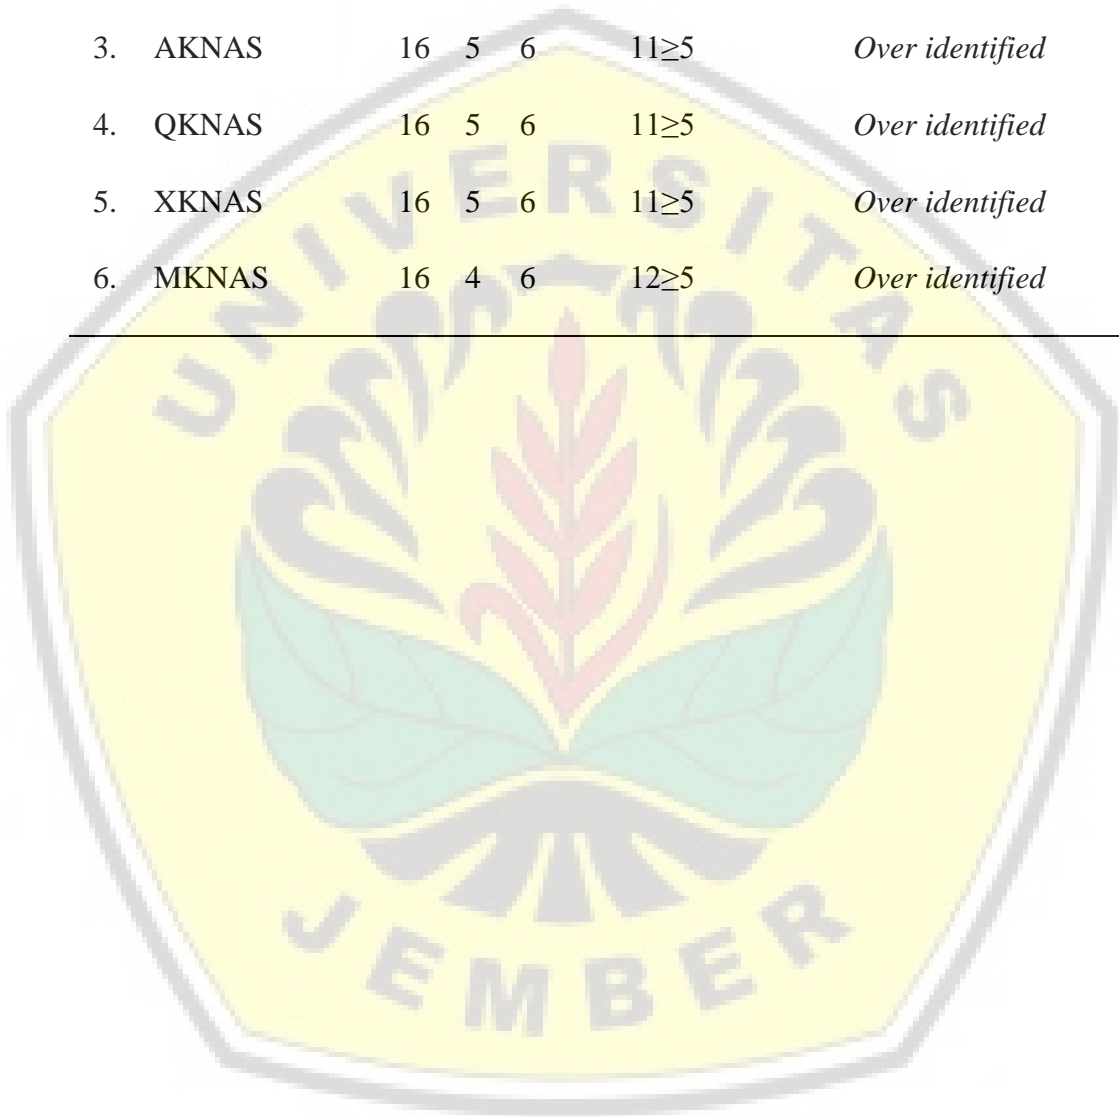 3. AKNAS 16 5 6 11≥5 Over identified
4. QKNAS 16 5 6 11≥5 Over identified
5. XKNAS 16 5 6 11≥5 Over identified
6. MKNAS 16 4 6 12≥5 Over identified
UNIVERSITAS
JEMBER